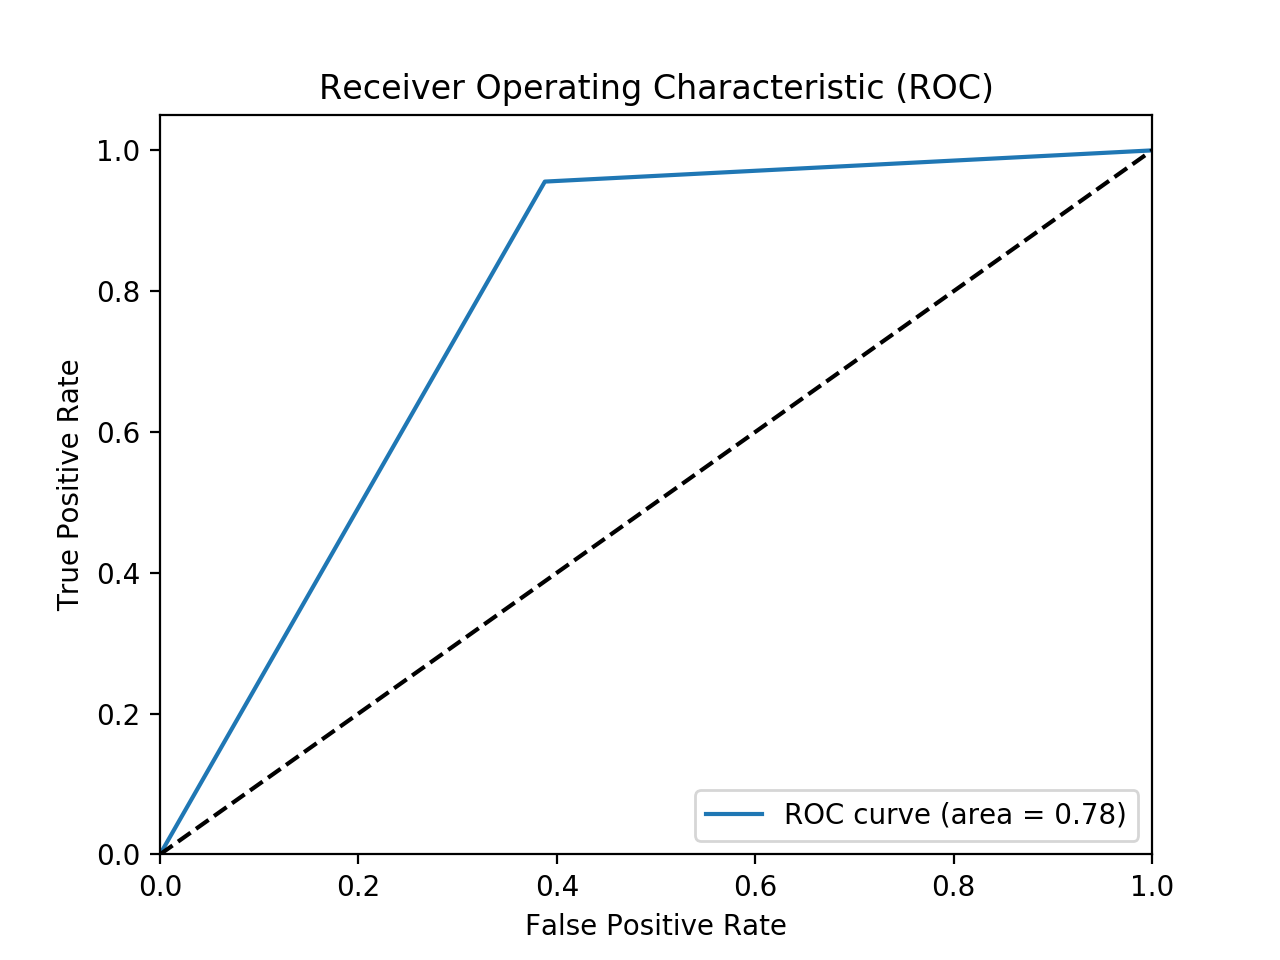 Receiver Operating Characteristic (ROC)
1.0
0.8
0.6
0.4
0.2
0.0
True Positive Rate
ROC curve (area = 0.78)
0.0 0.2 0.4 0.6 0.8 1.0
False Positive Rate